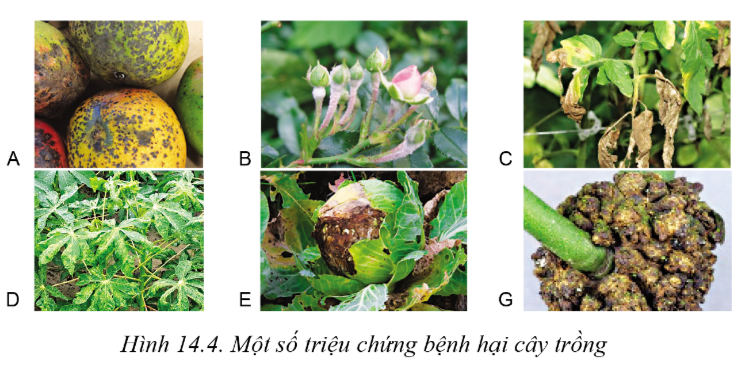 A
B
C
D
E
G
Hình 14.4. Một số triệu chứng bệnh hại cây trồng